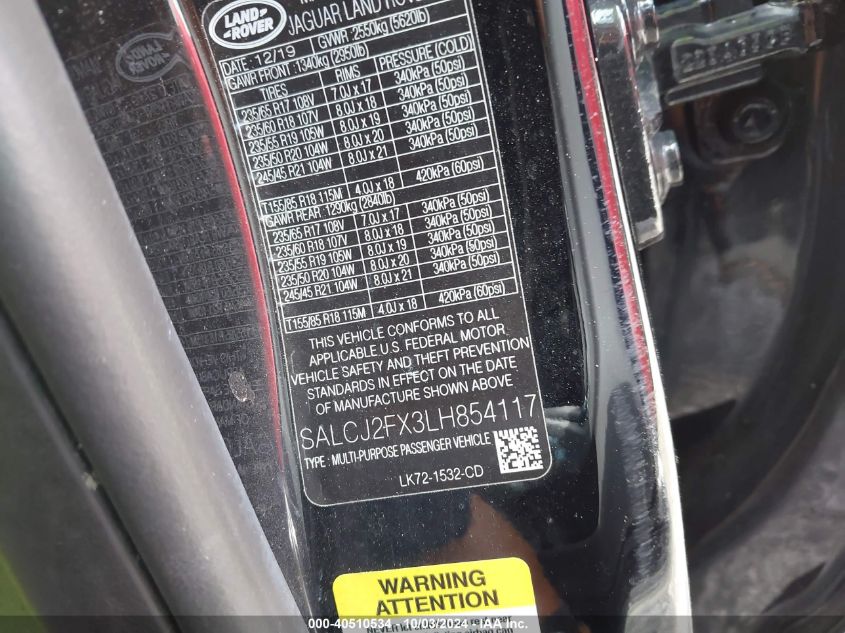 LAND
ROVER
JAGUAR LAND
DATE: 12/19 GVWR: 2550kg (5620lb)
GAWR FRONT: 1340kg (2950lb)
TIRES RIMS PRESSURE (COLD)
235/65 R17 108V 7.0J x 17 340kPa (50psi)
235/60 R18 107V 8.0J x 18 340kPa (50psi)
235/55 R19 105W 8.0J x 19 340kPa (50psi)
235/50 R20 104W 8.0J x 20 340kPa (50psi)
245/45 R21 104W 8.0J x 21 340kPa (50psi)
T155/85 R18 115M 4.0J x 18 420kPa (60psi)
GAWR REAR: 1290kg (2840lb)
235/65 R17 108V 7.0J x 17 340kPa (50psi)
235/60 R18 107V 8.0J x 18 340kPa (50psi)
235/55 R19 105W 8.0J x 19 340kPa (50psi)
235/50 R20 104W 8.0J x 20 340kPa (50psi)
245/45 R21 104W 8.0J x 21 340kPa (50psi)
T155/85 R18 115M 4.0J x 18 420kPa (60psi)
THIS VEHICLE CONFORMS TO ALL
APPLICABLE U.S. FEDERAL MOTOR
VEHICLE SAFETY AND THEFT PREVENTION
STANDARDS IN EFFECT ON THE DATE
OF MANUFACTURE SHOWN ABOVE
SALCJ2FX3LH854117
TYPE : MULTI-PURPOSE PASSENGER VEHICLE
LK72-1532-CD
WARNING
ATTENTION
000-40510534 - 10/03/2024 - IAA Inc.